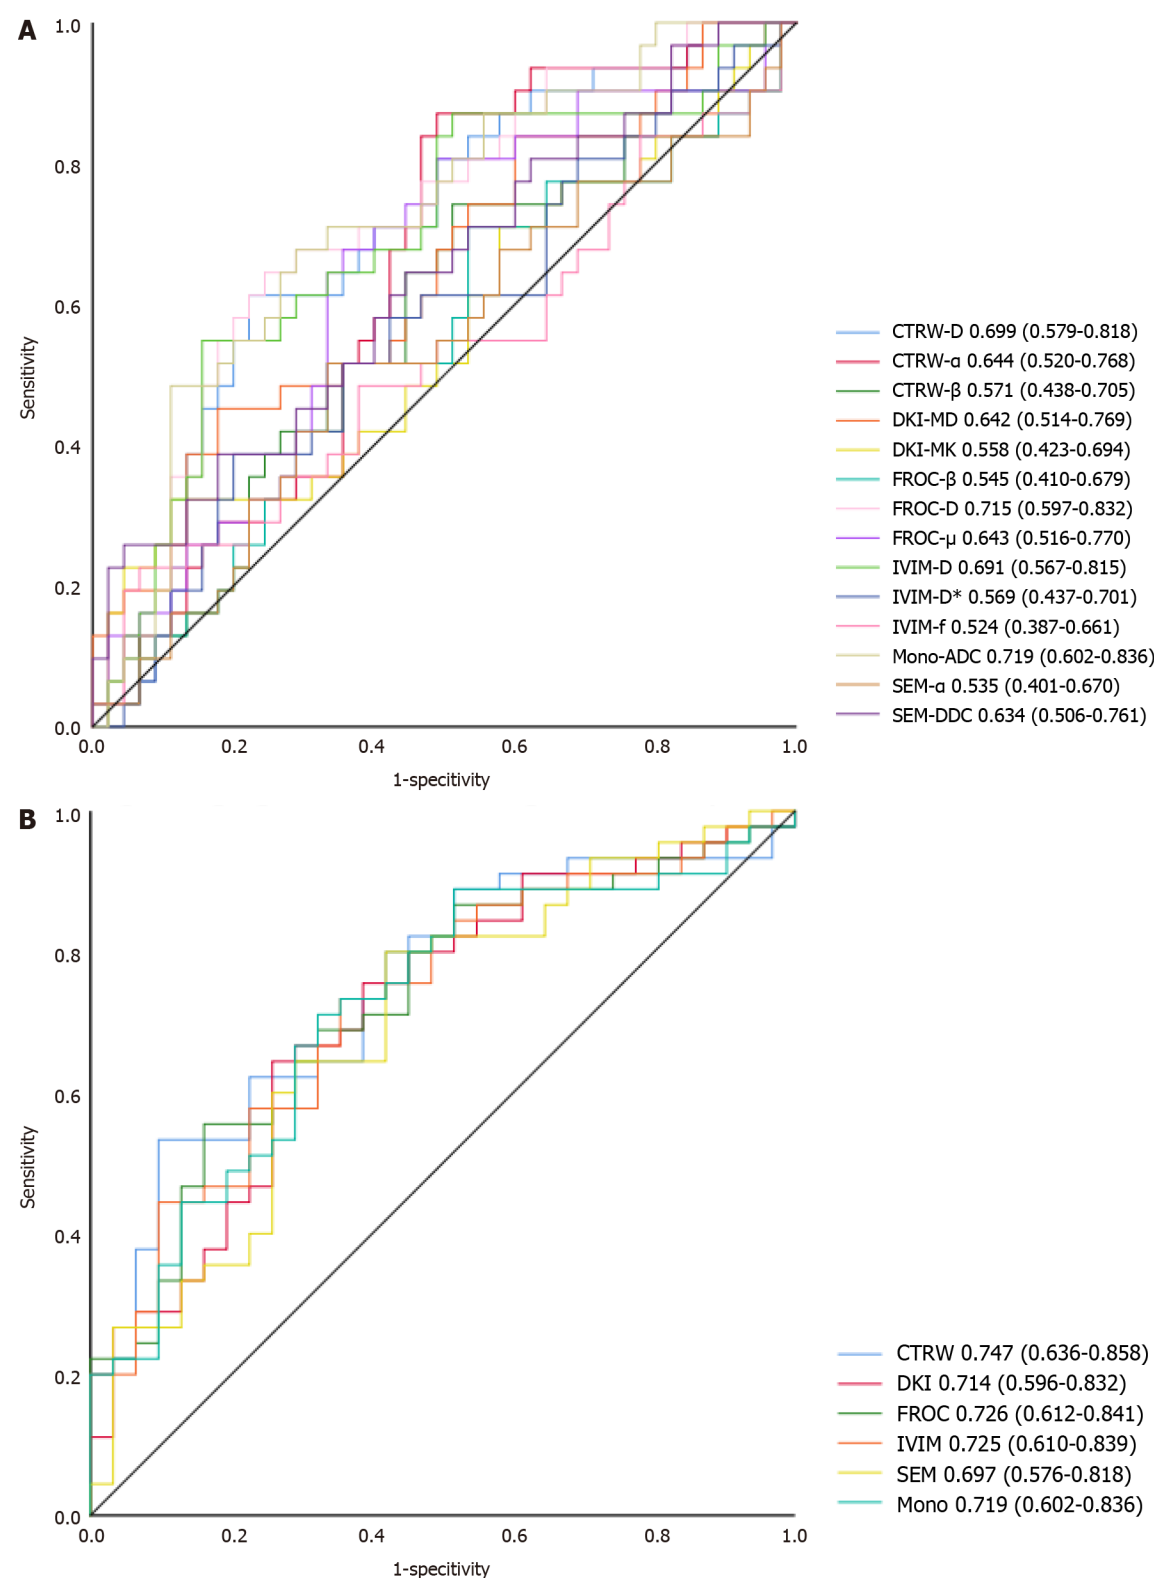 A
1.0
0.8
0.6
0.4
0.2
0.0
Sensitivity
0.0 0.2 0.4 0.6 0.8 1.0
1-specitivity
CTRW-D 0.699 (0.579-0.818)
CTRW-α 0.644 (0.520-0.768)
CTRW-β 0.571 (0.438-0.705)
DKI-MD 0.642 (0.514-0.769)
DKI-MK 0.558 (0.423-0.694)
FROC-β 0.545 (0.410-0.679)
FROC-D 0.715 (0.597-0.832)
FROC-μ 0.643 (0.516-0.770)
IVIM-D 0.691 (0.567-0.815)
IVIM-D* 0.569 (0.437-0.701)
IVIM-f 0.524 (0.387-0.661)
Mono-ADC 0.719 (0.602-0.836)
SEM-α 0.535 (0.401-0.670)
SEM-DDC 0.634 (0.506-0.761)
B
1.0
0.8
0.6
0.4
0.2
0.0
Sensitivity
0.0 0.2 0.4 0.6 0.8 1.0
1-specitivity
CTRW 0.747 (0.636-0.858)
DKI 0.714 (0.596-0.832)
FROC 0.726 (0.612-0.841)
IVIM 0.725 (0.610-0.839)
SEM 0.697 (0.576-0.818)
Mono 0.719 (0.602-0.836)